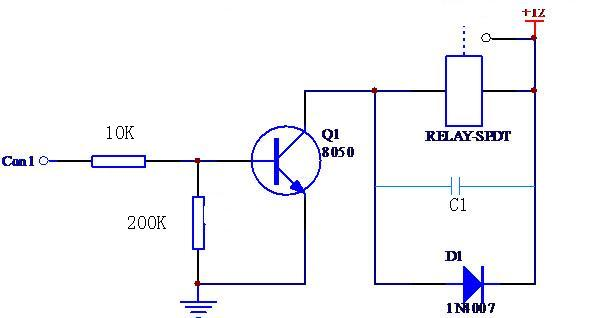 +12
10K
Q1
8050
RELAY-SPDT
Con1
200K
C1
D1
1N4007